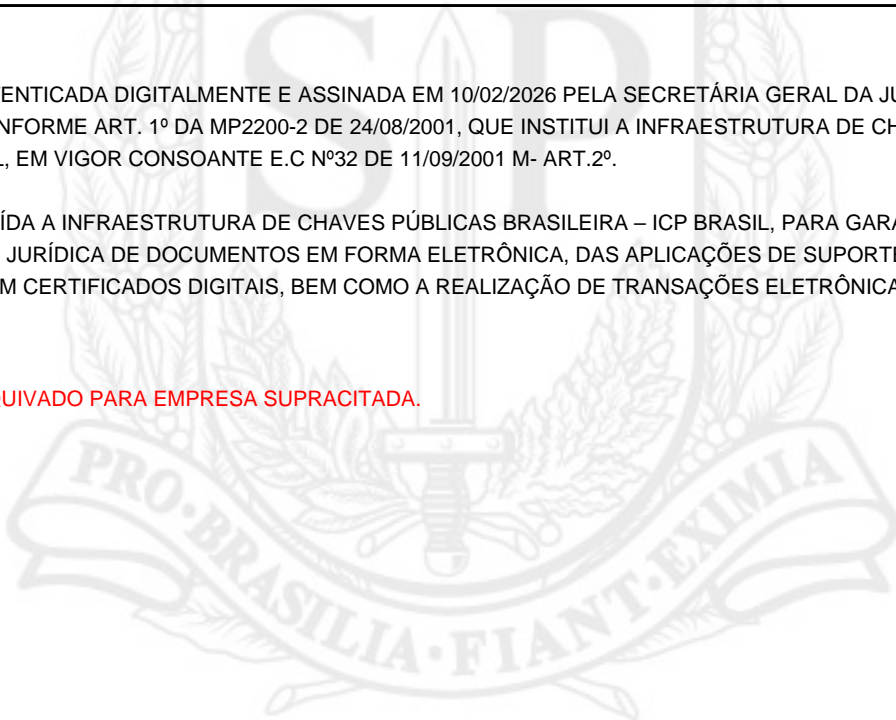 ENTICADA DIGITALMENTE E ASSINADA EM 10/02/2026 PELA SECRETÁRIA GERAL DA JU
NFORME ART. 1º DA MP2200-2 DE 24/08/2001, QUE INSTITUI A INFRAESTRUTURA DE CH
L, EM VIGOR CONSOANTE E.C Nº32 DE 11/09/2001 M- ART.2º.
ÍDA A INFRAESTRUTURA DE CHAVES PÚBLICAS BRASILEIRA – ICP BRASIL, PARA GARA
JURÍDICA DE DOCUMENTOS EM FORMA ELETRÔNICA, DAS APLICAÇÕES DE SUPORTE
M CERTIFICADOS DIGITAIS, BEM COMO A REALIZAÇÃO DE TRANSAÇÕES ELETRÔNICA
QUIVADO PARA EMPRESA SUPRACITADA.
SP
PRO·BRASILIA·FIANT·EXIMIA